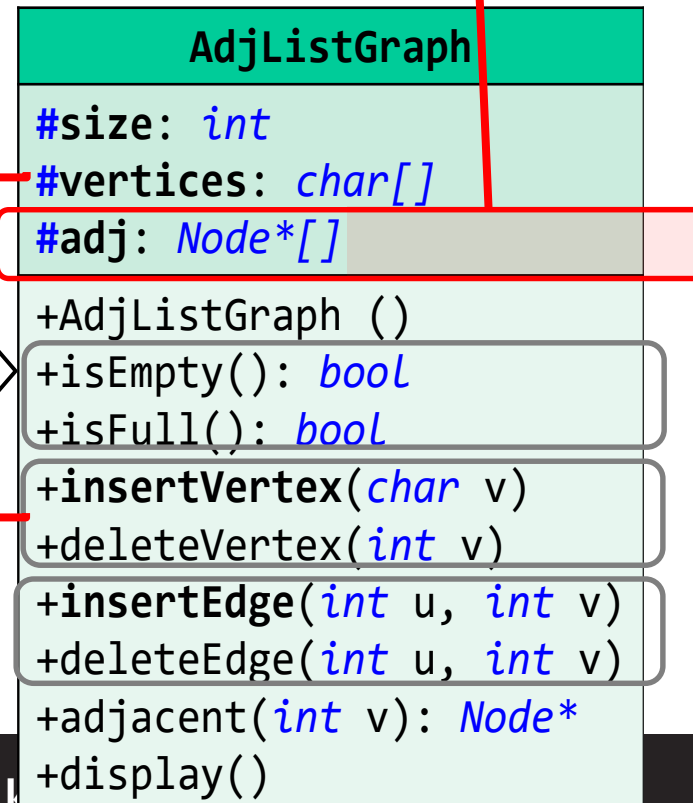 AdjListGraph
#size: int
#vertices: char[]
#adj: Node*[]
+AdjListGraph ()
+isEmpty(): bool
+isFull(): bool
+insertVertex(char v)
+deleteVertex(int v)
+insertEdge(int u, int v)
+deleteEdge(int u, int v)
+adjacent(int v): Node*
+display()